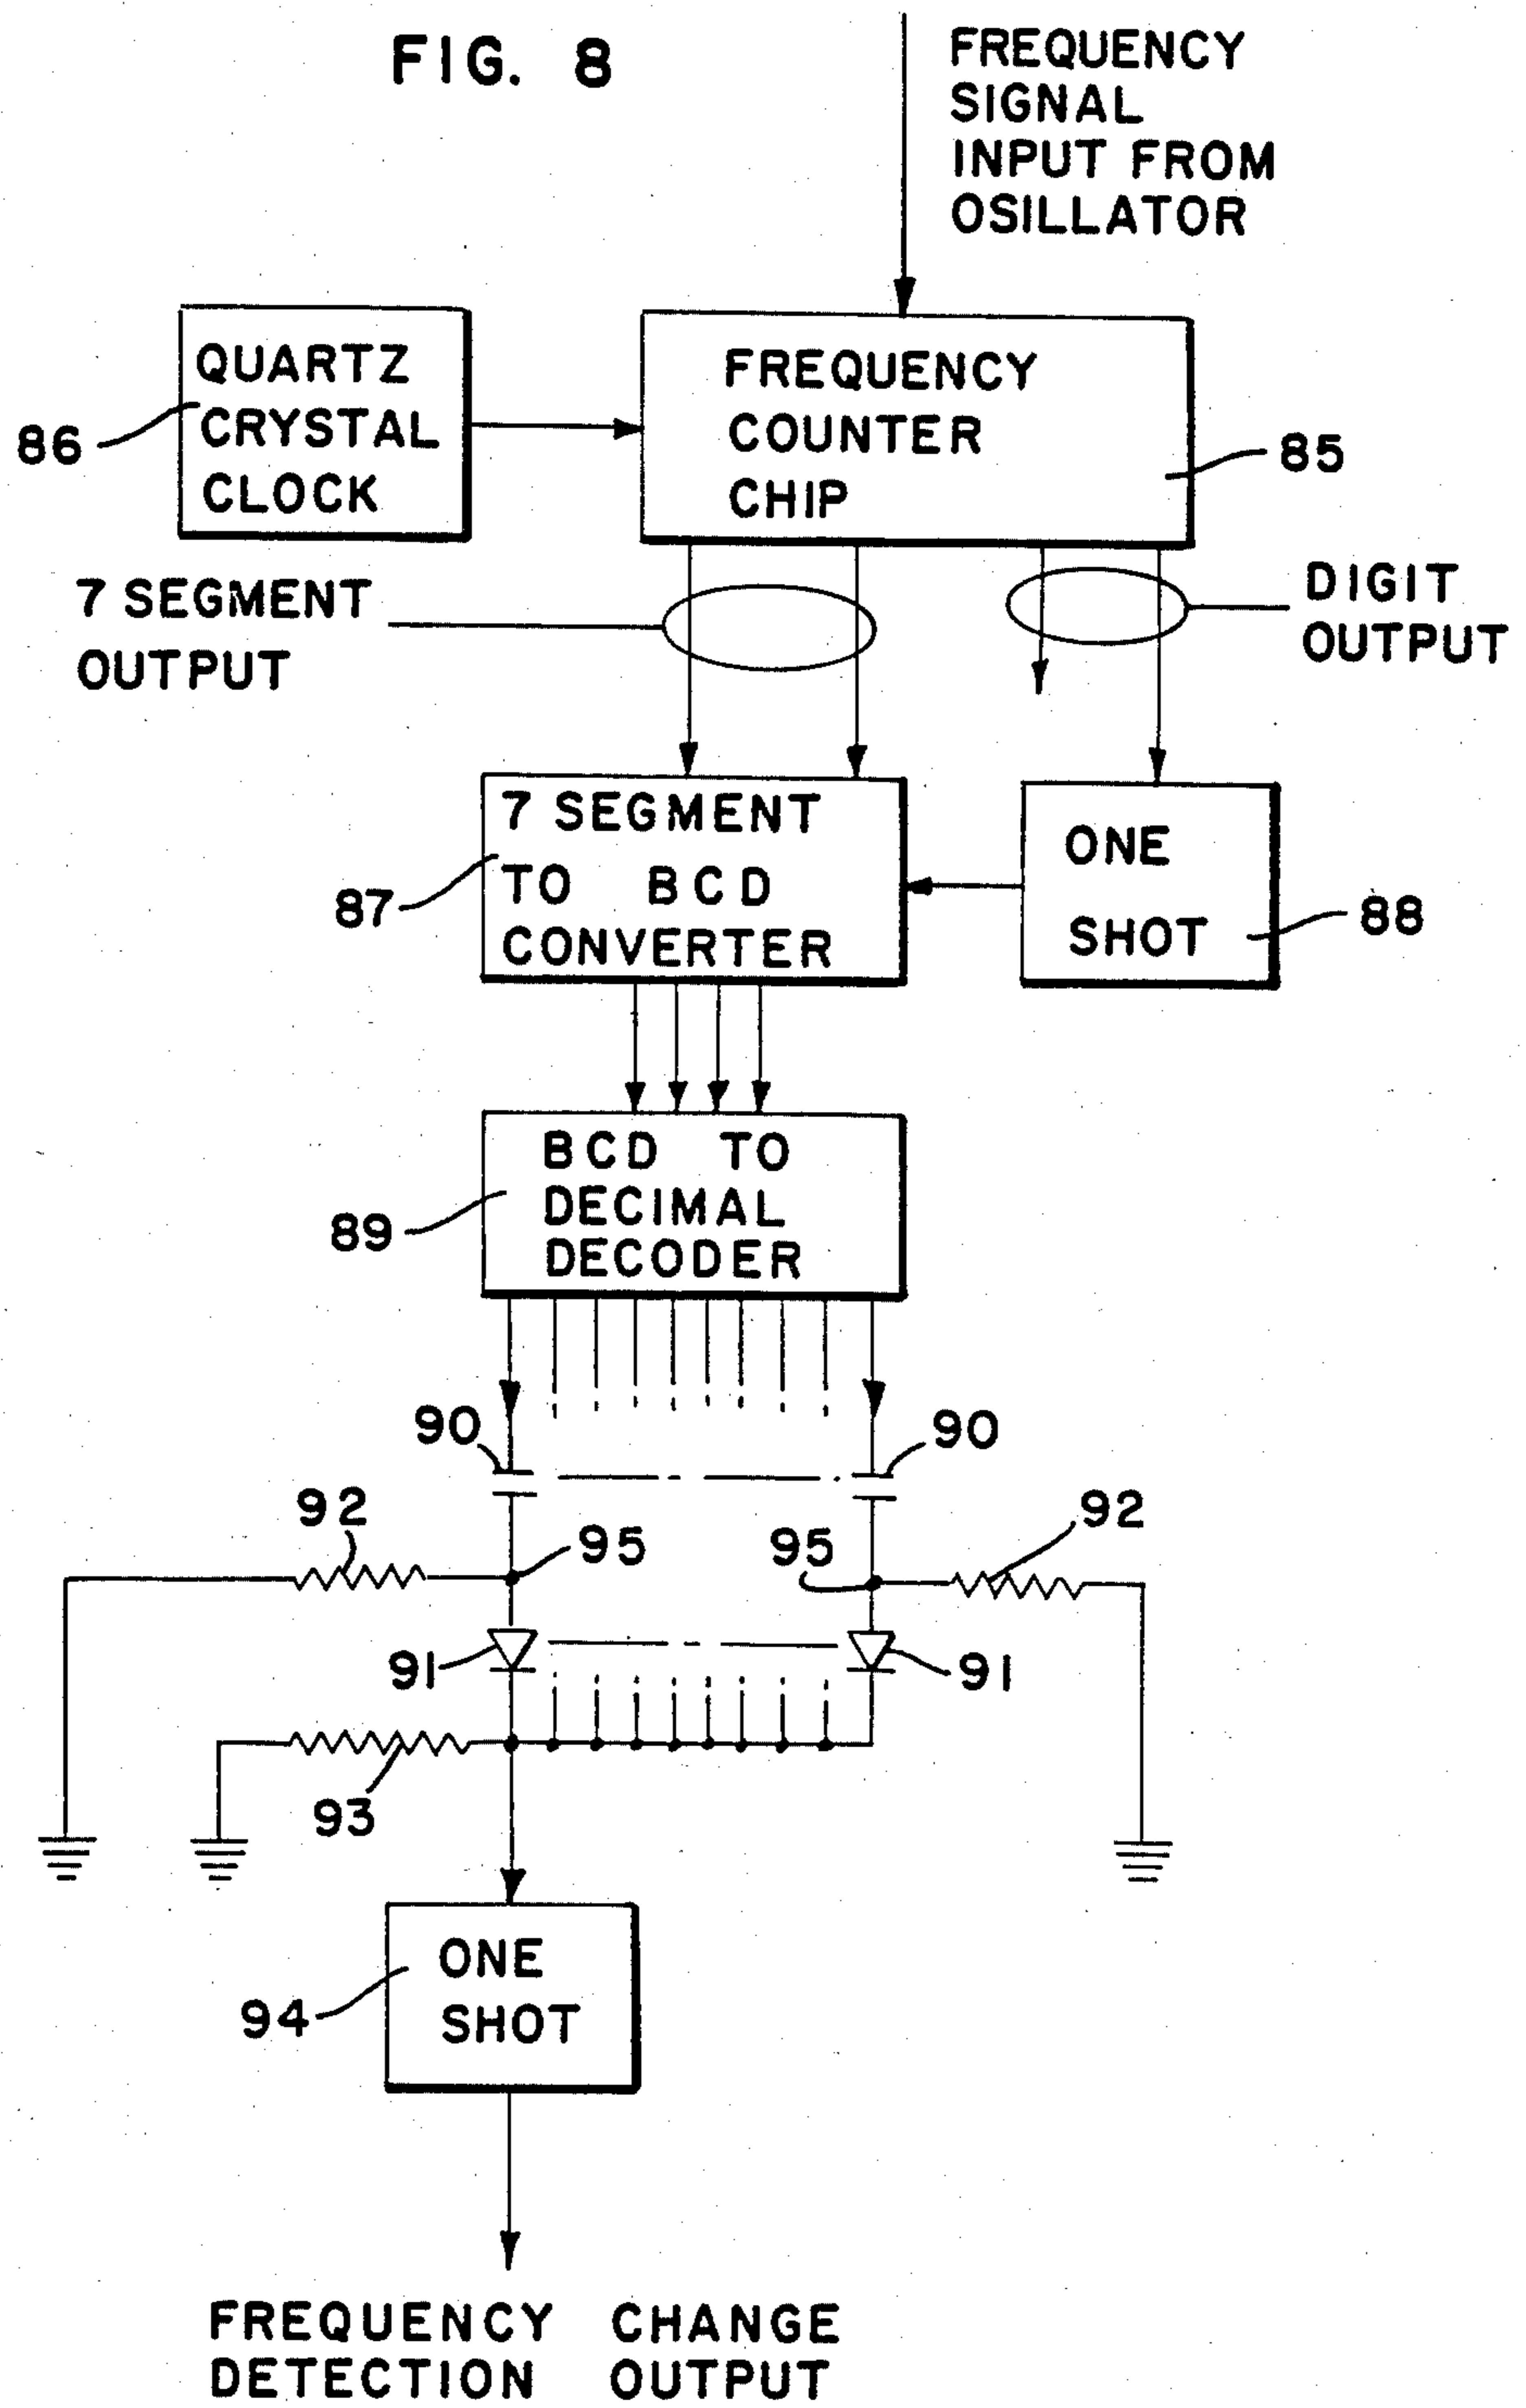 FIG. 8
FREQUENCY
SIGNAL
INPUT FROM
OSILLATOR
QUARTZ
CRYSTAL
CLOCK
86
FREQUENCY
COUNTER
CHIP
85
7 SEGMENT
OUTPUT
DIGIT
OUTPUT
7 SEGMENT
TO BCD
CONVERTER
87
ONE
SHOT
88
BCD TO
DECIMAL
DECODER
89
90
90
92
95
95
92
91
91
93
ONE
SHOT
94
FREQUENCY CHANGE
DETECTION OUTPUT